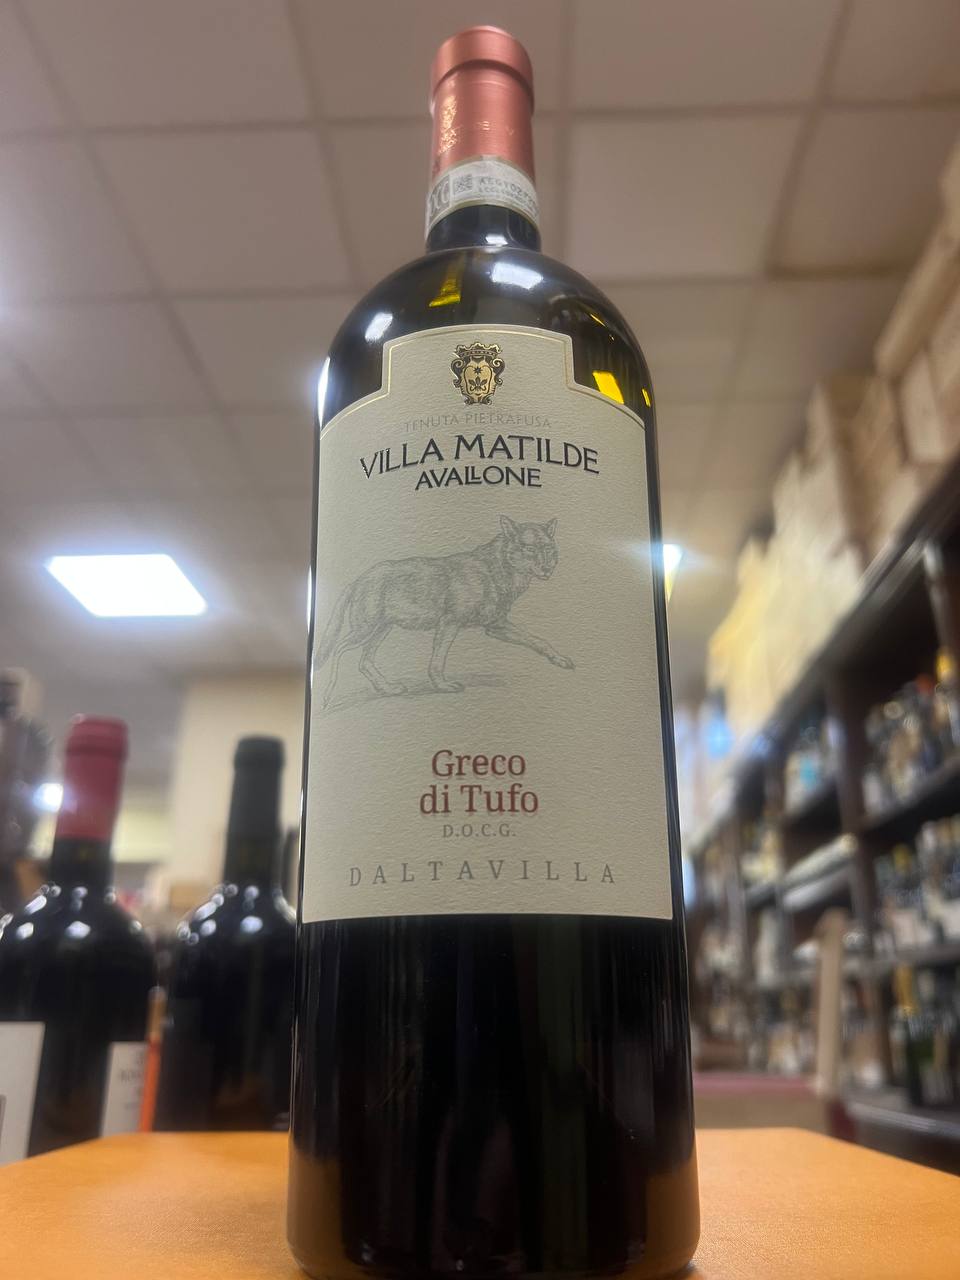 TENUTA PIETRAFUSA
VILLA MATILDE
AVALLONE
Greco
di Tufo
D.O.C.G.
DALTAVILLA